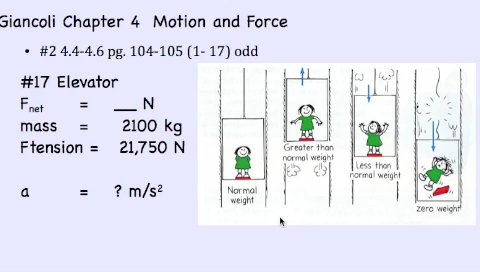 Giancoli Chapter 4 Motion and Force
• #2 4.4-4.6 pg. 104-105 (1- 17) odd
#17 Elevator
Fnet = ___ N
mass = 2100 kg
Ftension = 21,750 N
a = ? m/s²
Normal
weight
Greater than
normal weight
Less than
normal weight
zero weight